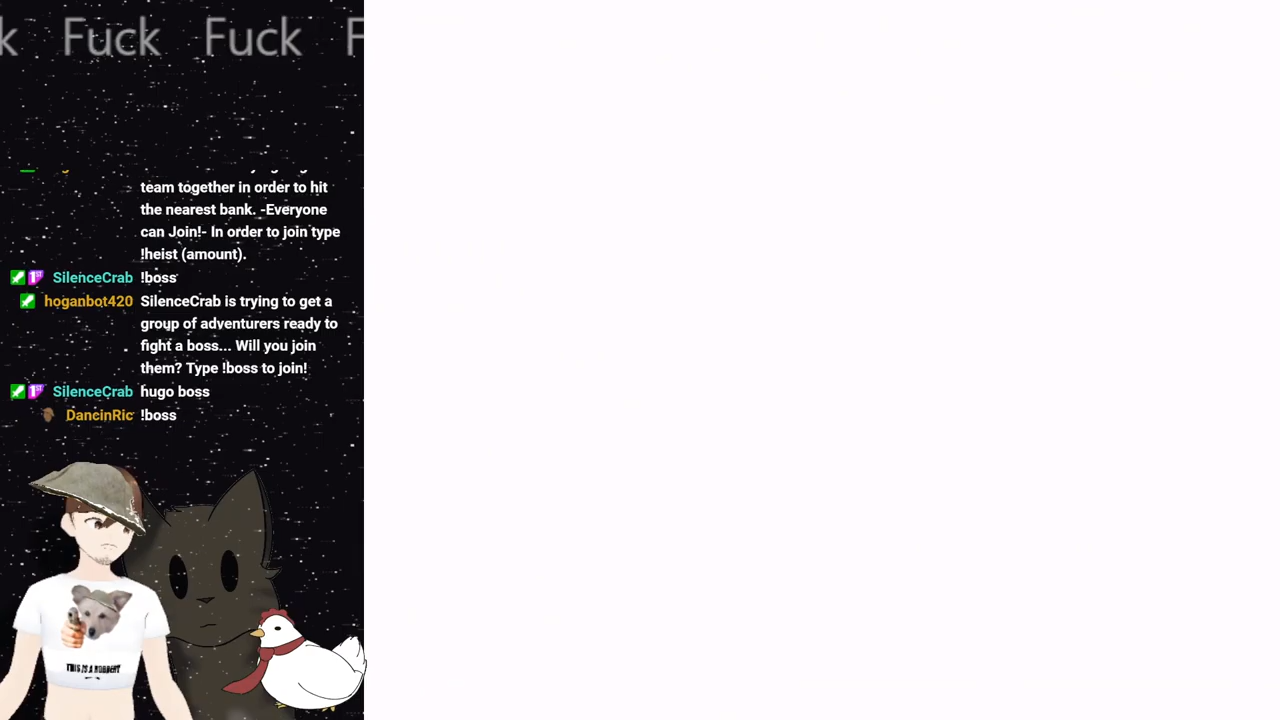 k Fuck Fuck F
team together in order to hit
the nearest bank. -Everyone
can Join!- In order to join type
!heist (amount).
SilenceCrab !boss
hoganbot420 SilenceCrab is trying to get a
group of adventurers ready to
fight a boss... Will you join
them? Type !boss to join!
SilenceCrab hugo boss
DancinRic !boss
THIS IS A ROBBERY